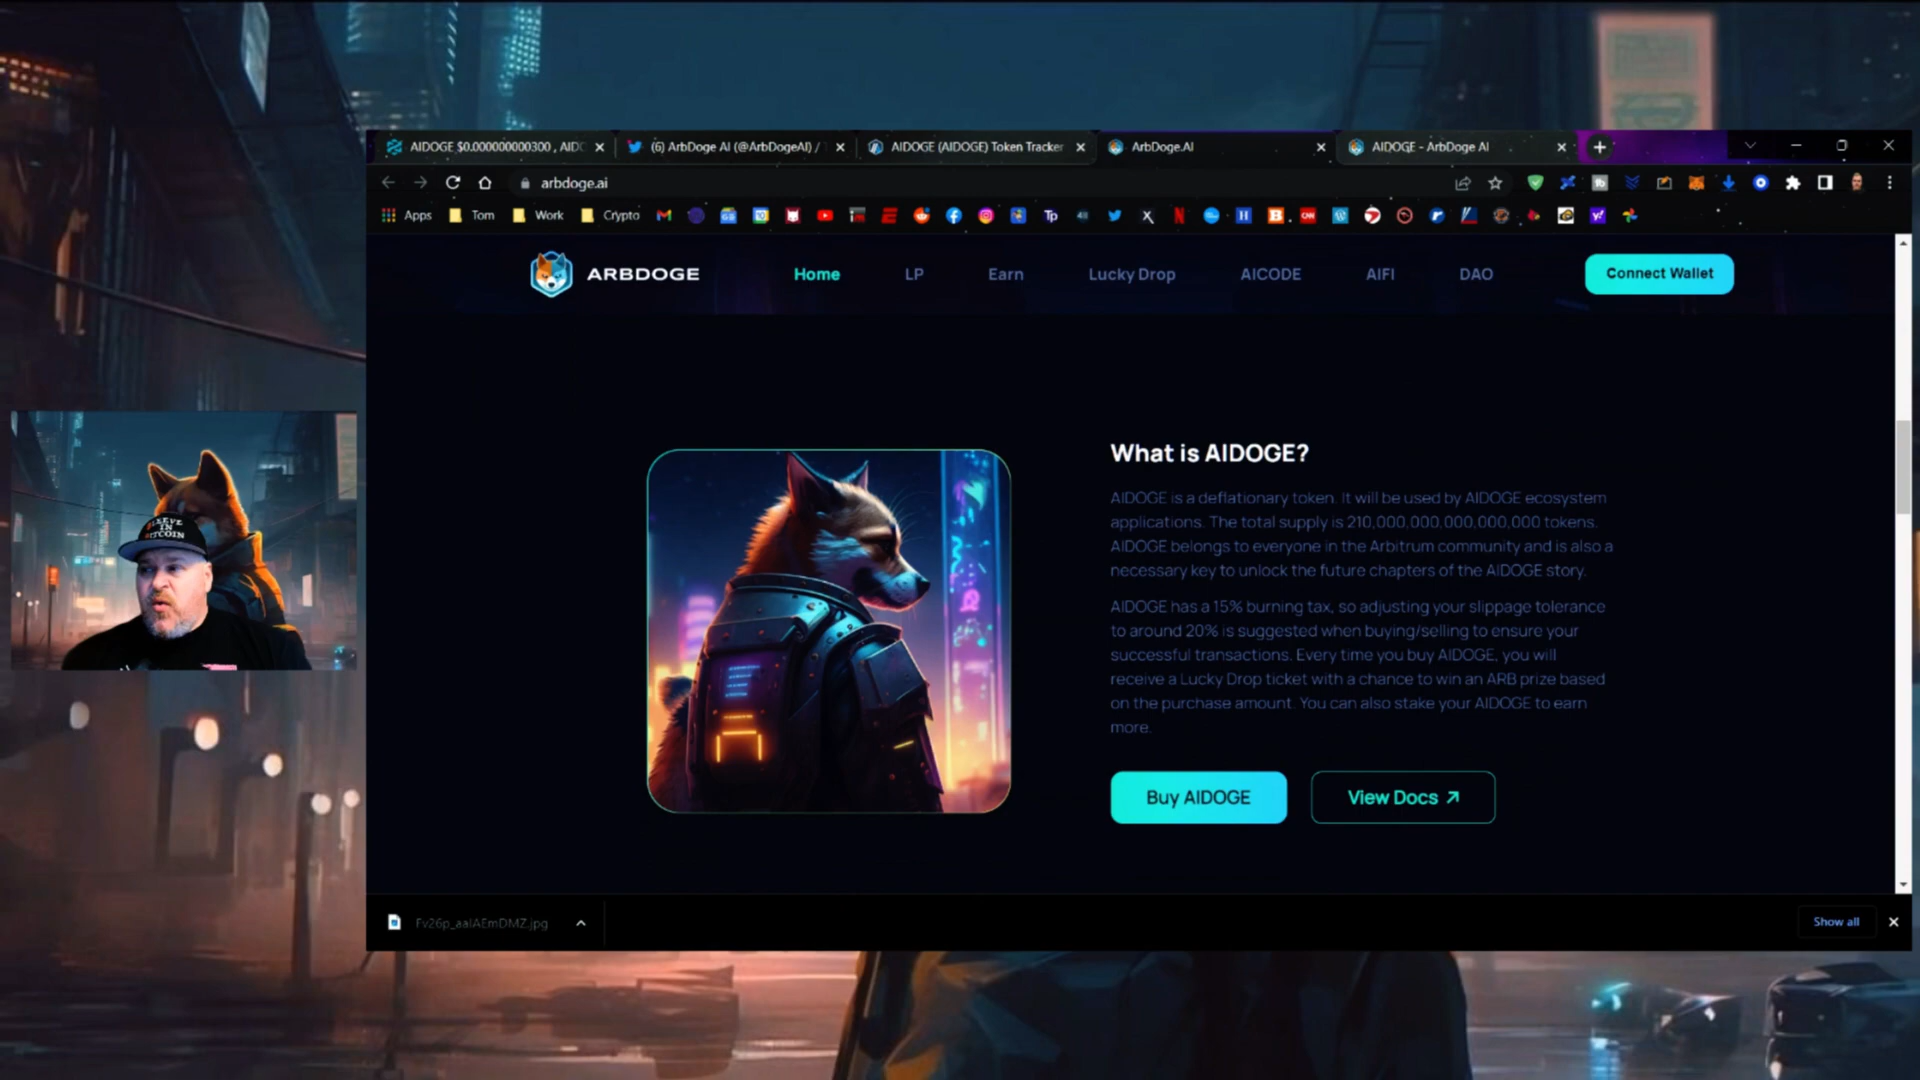 AIDOGE $0.000000000300 , AIDO
(6) ArbDoge AI (@ArbDogeAI) /
AIDOGE (AIDOGE) Token Tracker
ArbDoge.AI
AIDOGE - ArbDoge AI
arbdoge.ai
Apps
Tom
Work
Crypto
ARBDOGE
Home
LP
Earn
Lucky Drop
AICODE
AIFI
DAO
Connect Wallet
What is AIDOGE?
AIDOGE is a deflationary token. It will be used by AIDOGE ecosystem
applications. The total supply is 210,000,000,000,000,000 tokens.
AIDOGE belongs to everyone in the Arbitrum community and is also a
necessary key to unlock the future chapters of the AIDOGE story.
AIDOGE has a 15% burning tax, so adjusting your slippage tolerance
to around 20% is suggested when buying/selling to ensure your
successful transactions. Every time you buy AIDOGE, you will
receive a Lucky Drop ticket with a chance to win an ARB prize based
on the purchase amount. You can also stake your AIDOGE to earn
more.
Buy AIDOGE
View Docs
IN
Fv26p_aaIAEmDMZ.jpg
Show all